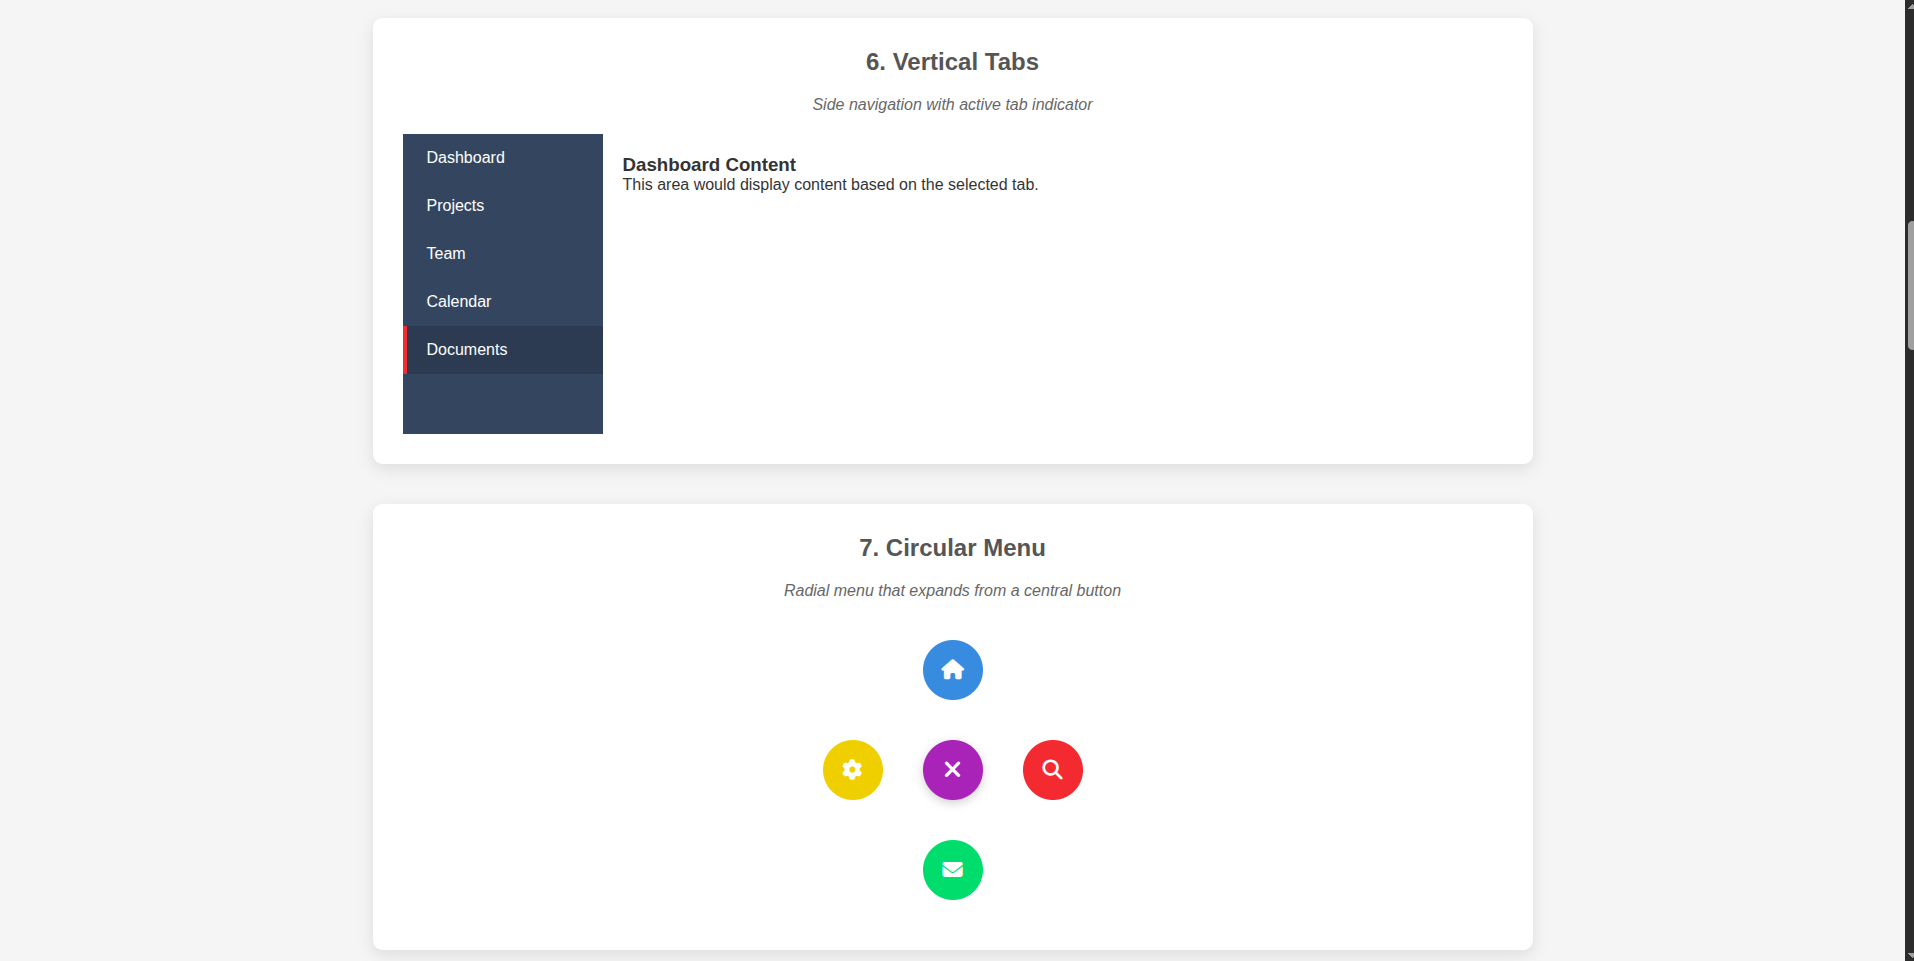 6. Vertical Tabs
Side navigation with active tab indicator
Dashboard
Projects
Team
Calendar
Documents
Dashboard Content
This area would display content based on the selected tab.
7. Circular Menu
Radial menu that expands from a central button